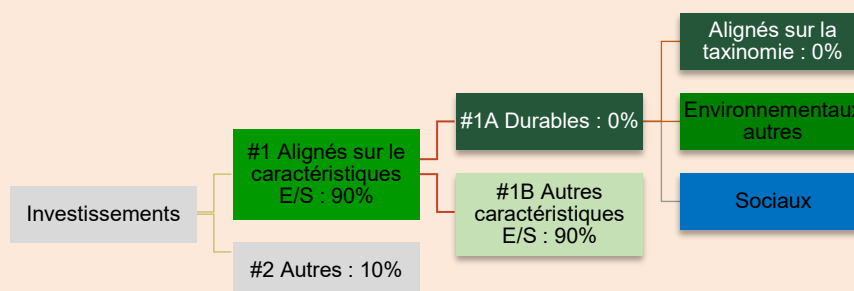 Alignés sur la
taxinomie : 0%
#1A Durables : 0%
Environnementaux
autres
#1 Alignés sur le
caractéristiques
E/S : 90%
#1B Autres
caractéristiques
E/S : 90%
Sociaux
Investissements
#2 Autres : 10%